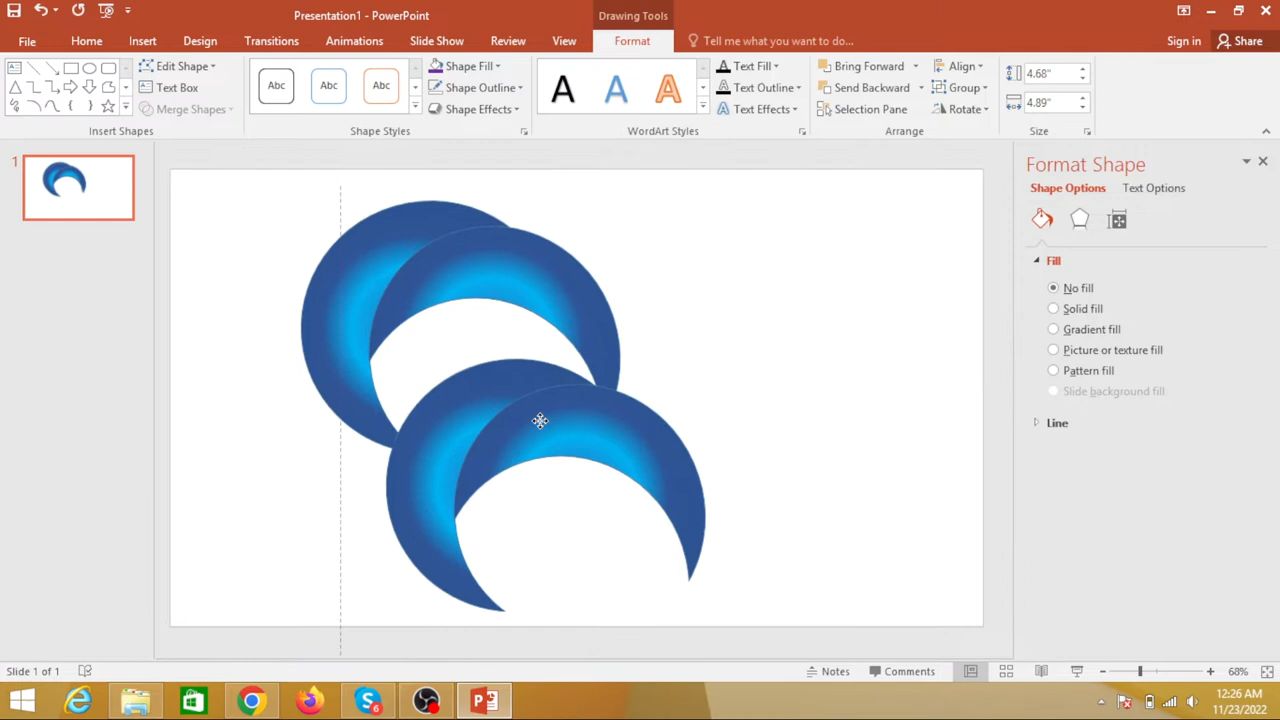 Presentation1 - PowerPoint
Drawing Tools
File Home Insert Design Transitions Animations Slide Show Review View Format Tell me what you want to do... Sign in Share
Edit Shape
Text Box
Merge Shapes
Insert Shapes
Abc Abc Abc
Shape Fill
Shape Outline
Shape Effects
Shape Styles
A A A
Text Fill
Text Outline
Text Effects
WordArt Styles
Bring Forward
Send Backward
Selection Pane
Align
Group
Rotate
Arrange
4.68"
4.89"
Size
1
Format Shape
Shape Options Text Options
Fill
No fill
Solid fill
Gradient fill
Picture or texture fill
Pattern fill
Slide background fill
Line
Slide 1 of 1 Notes Comments 68%
6
12:26 AM
11/23/2022